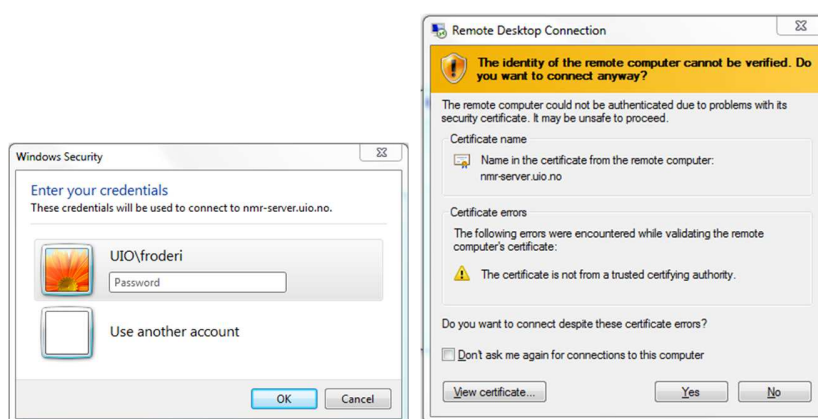 Windows Security
Enter your credentials
These credentials will be used to connect to nmr-server.uio.no.
UIO\froderi
Password
Use another account
OK
Cancel
Remote Desktop Connection
The identity of the remote computer cannot be verified. Do
you want to connect anyway?
The remote computer could not be authenticated due to problems with its
security certificate. It may be unsafe to proceed.
Certificate name
Name in the certificate from the remote computer:
nmr-server.uio.no
Certificate errors
The following errors were encountered while validating the remote
computer's certificate:
The certificate is not from a trusted certifying authority.
Do you want to connect despite these certificate errors?
Don't ask me again for connections to this computer
View certificate...
Yes
No